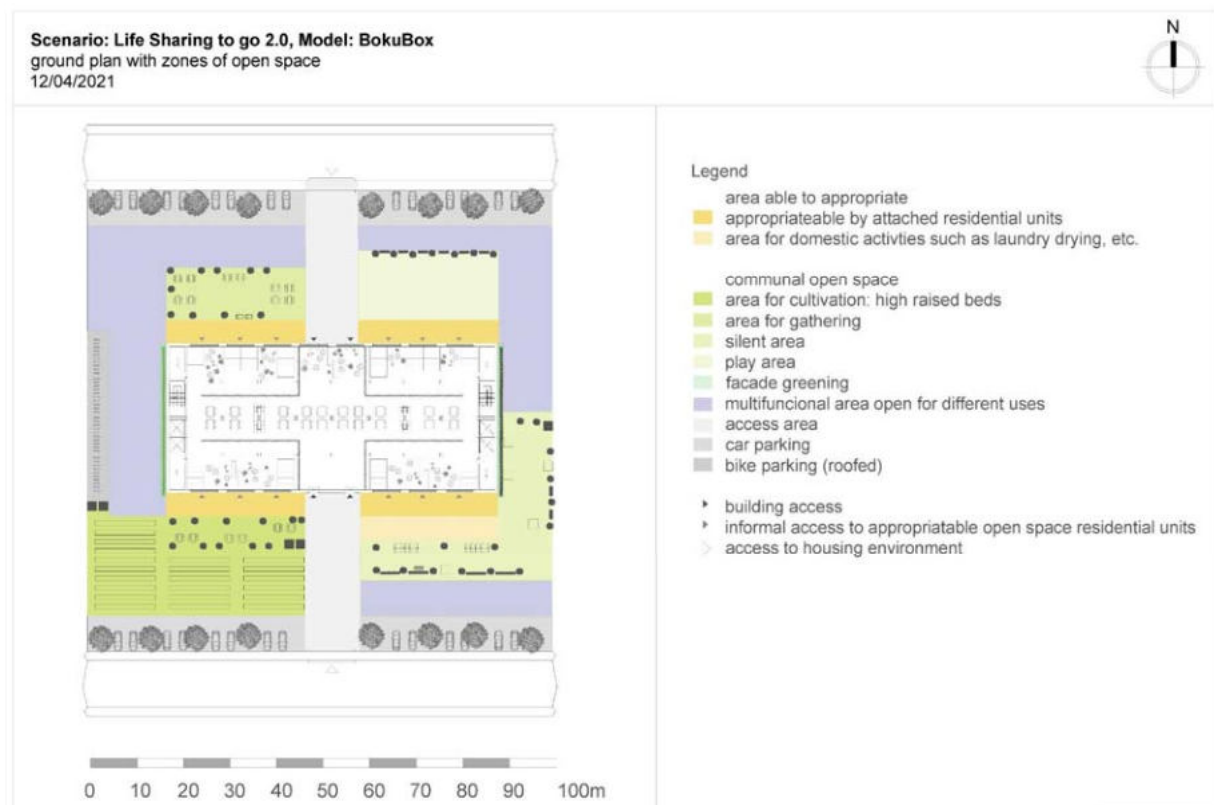 Scenario: Life Sharing to go 2.0, Model: BokuBox
ground plan with zones of open space
12/04/2021
N
Legend
area able to appropriate
appropriateable by attached residential units
area for domestic activties such as laundry drying, etc.
communal open space
area for cultivation: high raised beds
area for gathering
silent area
play area
facade greening
multifuncional area open for different uses
access area
car parking
bike parking (roofed)
building access
informal access to appropriatable open space residential units
access to housing environment
0 10 20 30 40 50 60 70 80 90 100m